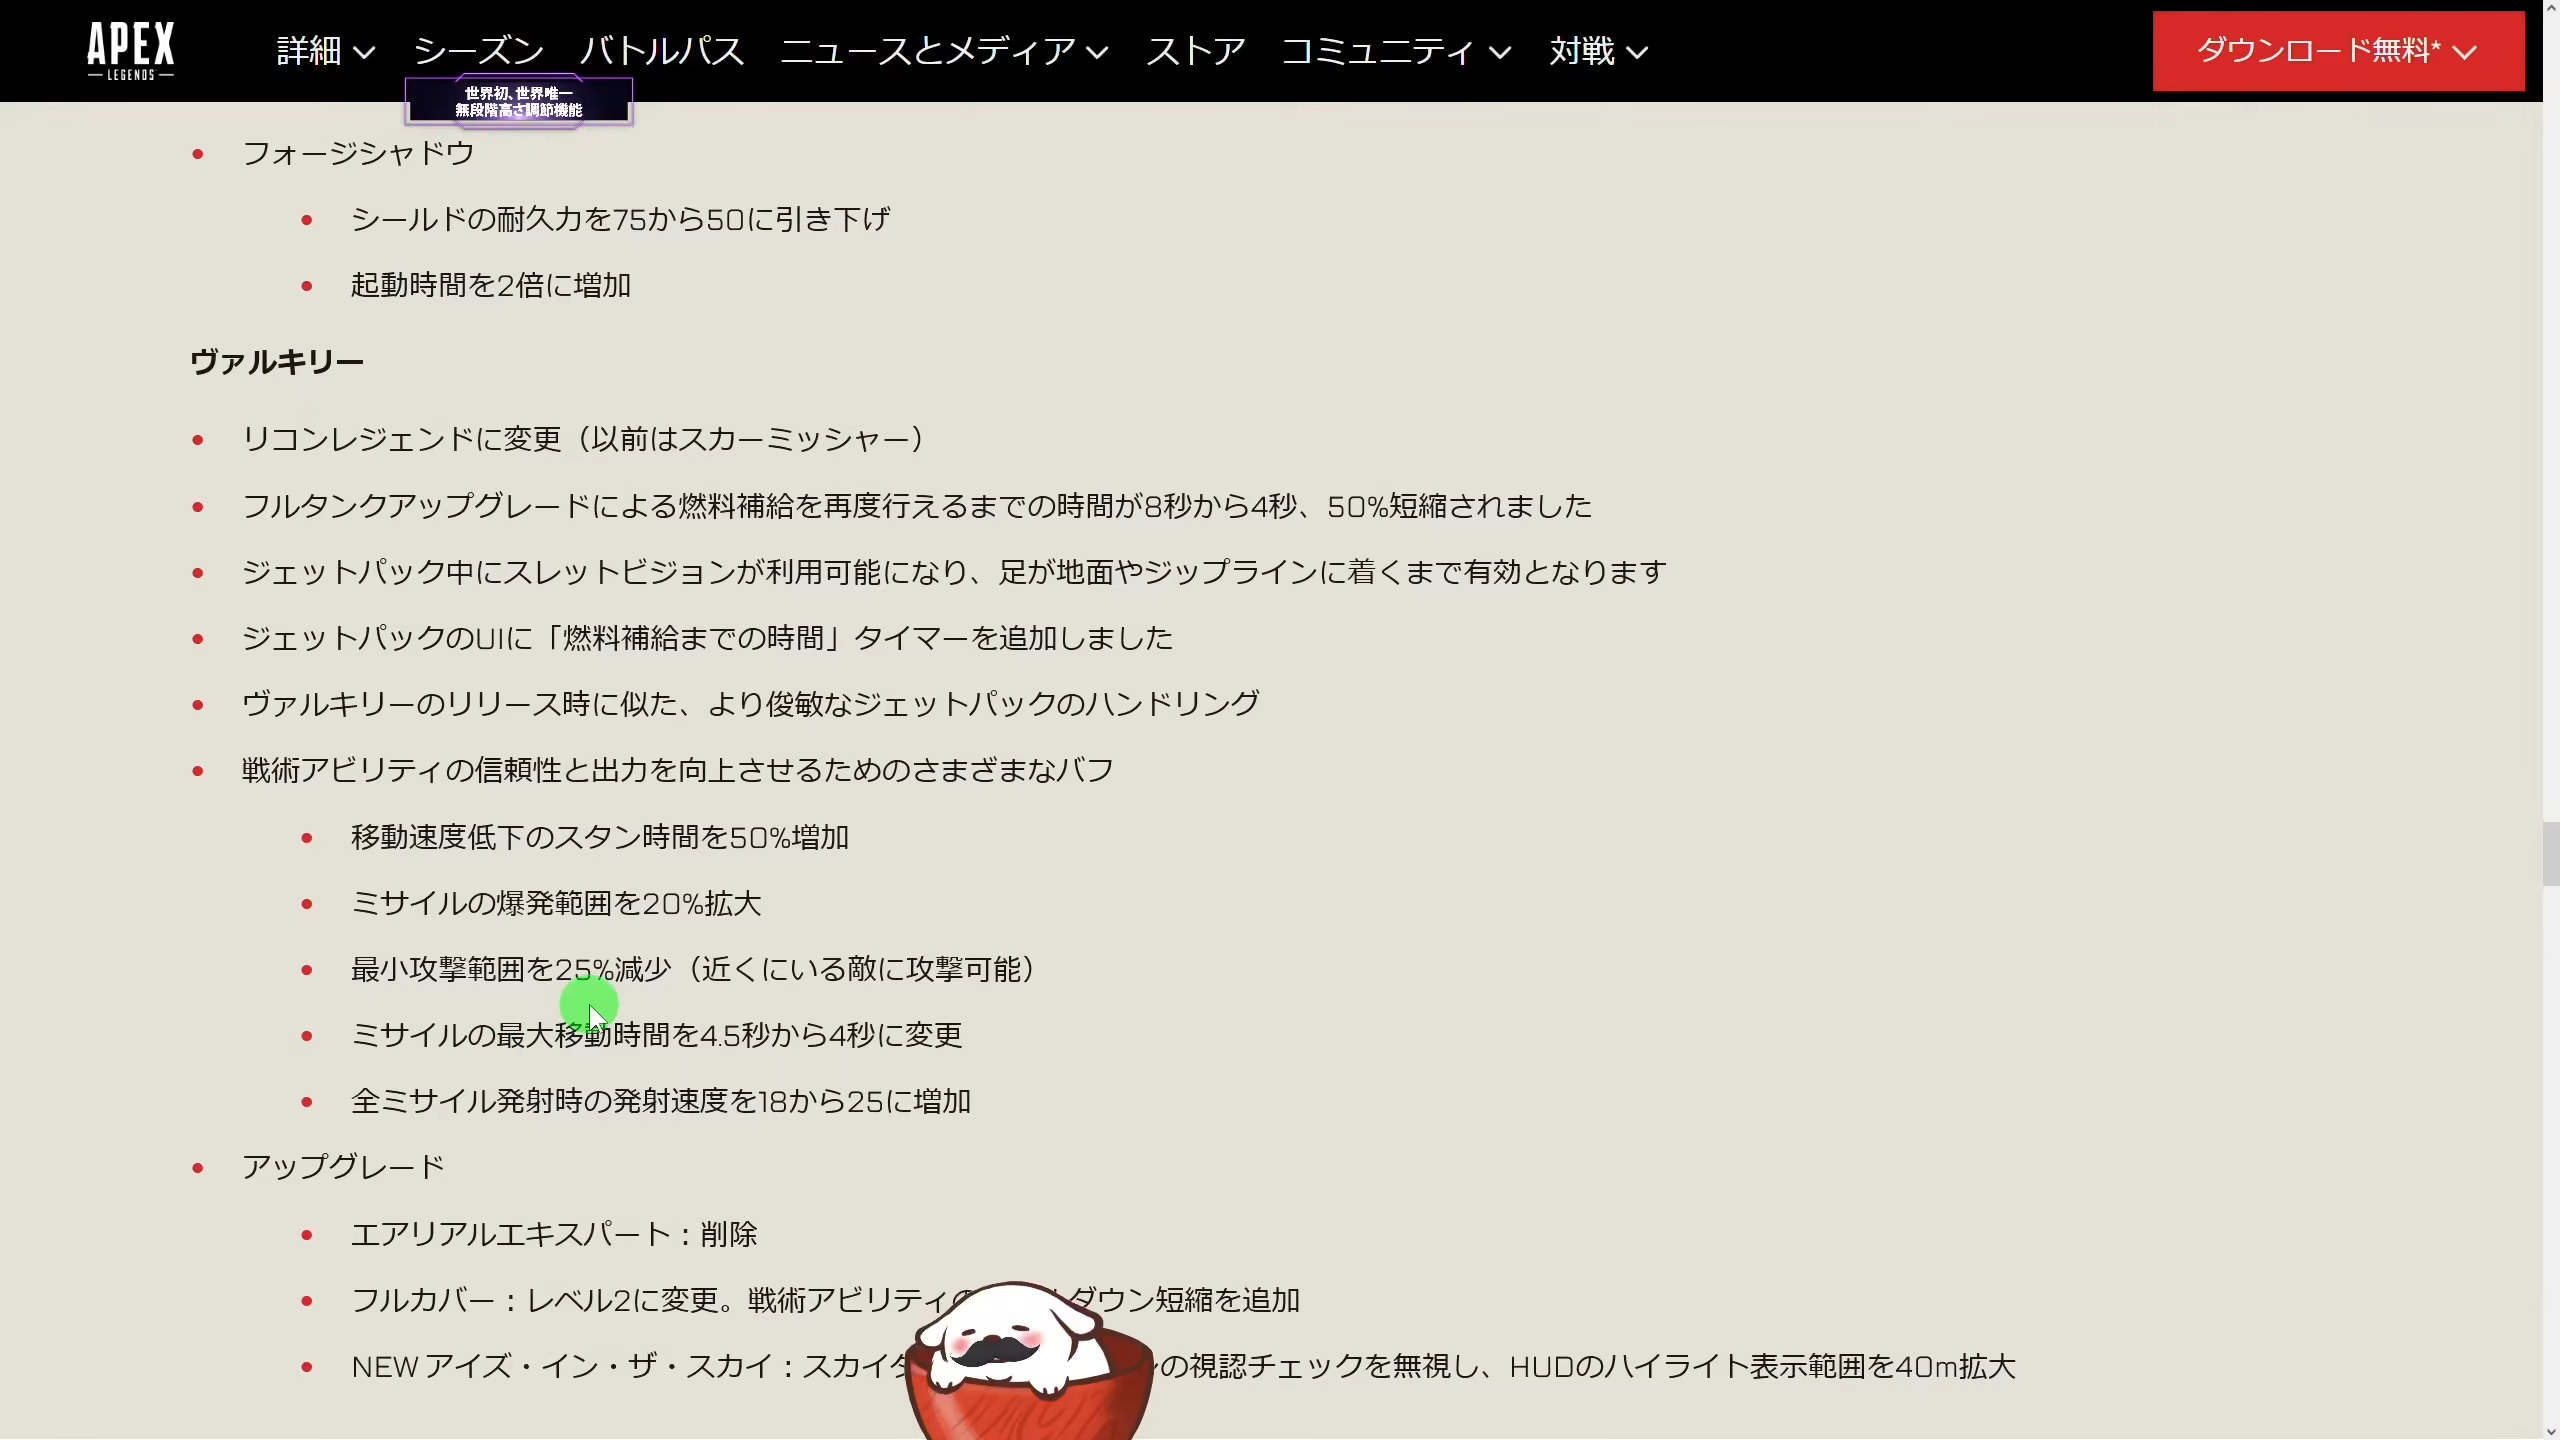 APEX
LEGENDS
詳細 シーズン バトルパス ニュースとメディア ストア コミュニティ 対戦 ダウンロード無料*
世界初、世界唯一
無段階高さ調節機能
フォージシャドウ
シールドの耐久力を75から50に引き下げ
起動時間を2倍に増加
ヴァルキリー
リコンレジェンドに変更（以前はスカーミッシャー）
フルタンクアップグレードによる燃料補給を再度行えるまでの時間が8秒から4秒、50%短縮されました
ジェットパック中にスレットビジョンが利用可能になり、足が地面やジップラインに着くまで有効となります
ジェットパックのUIに「燃料補給までの時間」タイマーを追加しました
ヴァルキリーのリリース時に似た、より俊敏なジェットパックのハンドリング
戦術アビリティの信頼性と出力を向上させるためのさまざまなバフ
移動速度低下のスタン時間を50%増加
ミサイルの爆発範囲を20%拡大
最小攻撃範囲を25%減少（近くにいる敵に攻撃可能）
ミサイルの最大移動時間を4.5秒から4秒に変更
全ミサイル発射時の発射速度を18から25に増加
アップグレード
エアリアルエキスパート：削除
フルカバー：レベル2に変更。戦術アビリティ ダウン短縮を追加
NEW アイズ・イン・ザ・スカイ：スカイ の視認チェックを無視し、HUDのハイライト表示範囲を40m拡大